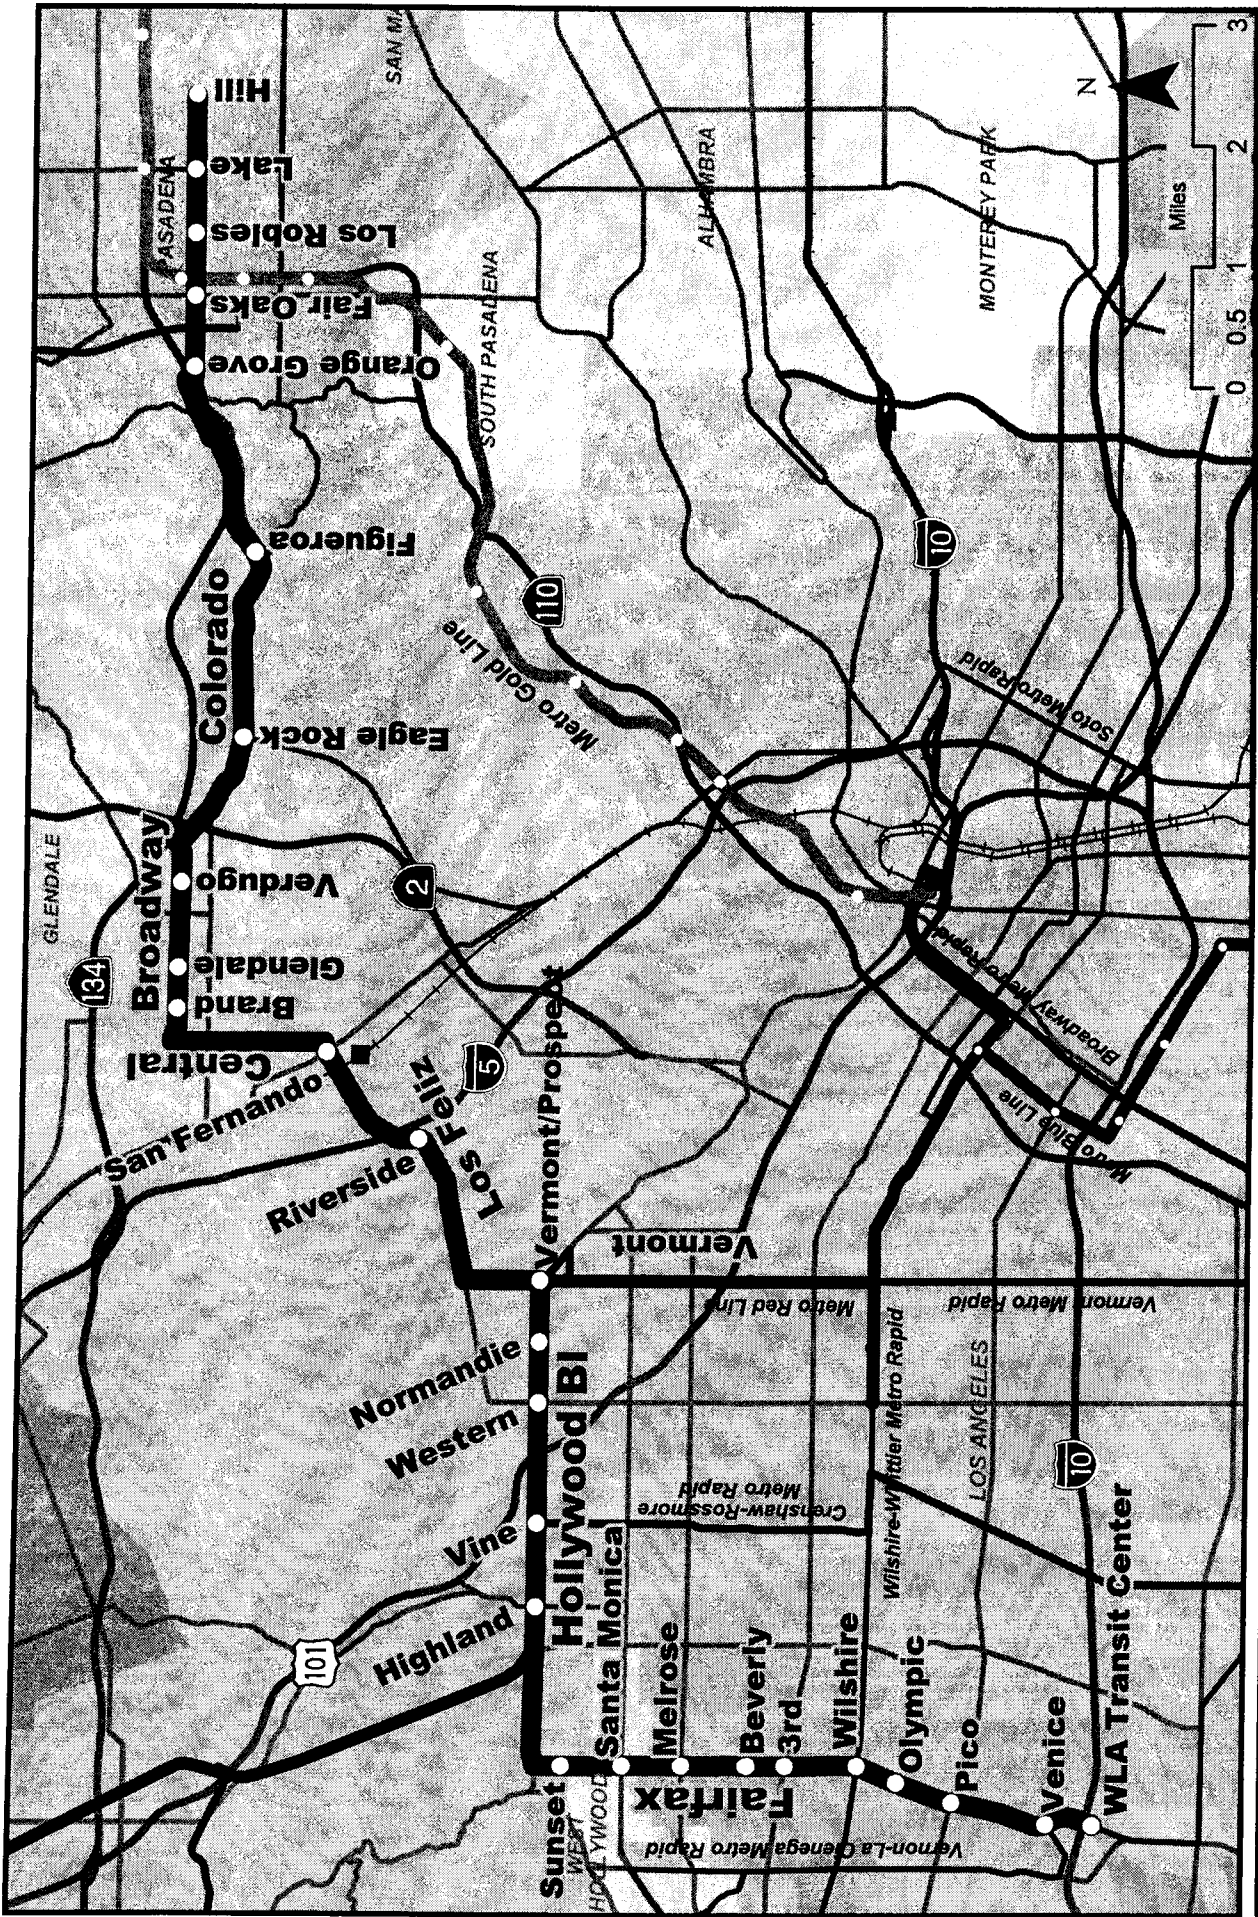 Hill
Lake
Los Robles
Fair Oaks
Orange Grove
Figueroa
Colorado
Eagle Rock
Broadway
Verdugo
Glendale
Brand
Central
San Fernando
Riverside
Los Feliz
Vermont/Prospect
Vermont
Normandie
Western
Hollywood Bl
Vine
Highland
Sunset
Santa Monica
Melrose
Beverly
3rd
Wilshire
Fairfax
Olympic
Pico
Venice
WLA Transit Center
PASADENA
SAN MA
SOUTH PASADENA
ALHAMBRA
MONTEREY PARK
GLENDALE
LOS ANGELES
WEST
HOLLYWOOD
Metro Gold Line
Soto Metro Rapid
Broadway Metro Rapid
Metro Blue Line
Metro Red Line
Vermont Metro Rapid
Wilshire-Whittier Metro Rapid
Crenshaw-Rossmore
Metro Rapid
Vernon-La Cienega Metro Rapid
134
2
5
110
10
101
10
N
0 0.5 1 2 3
Miles